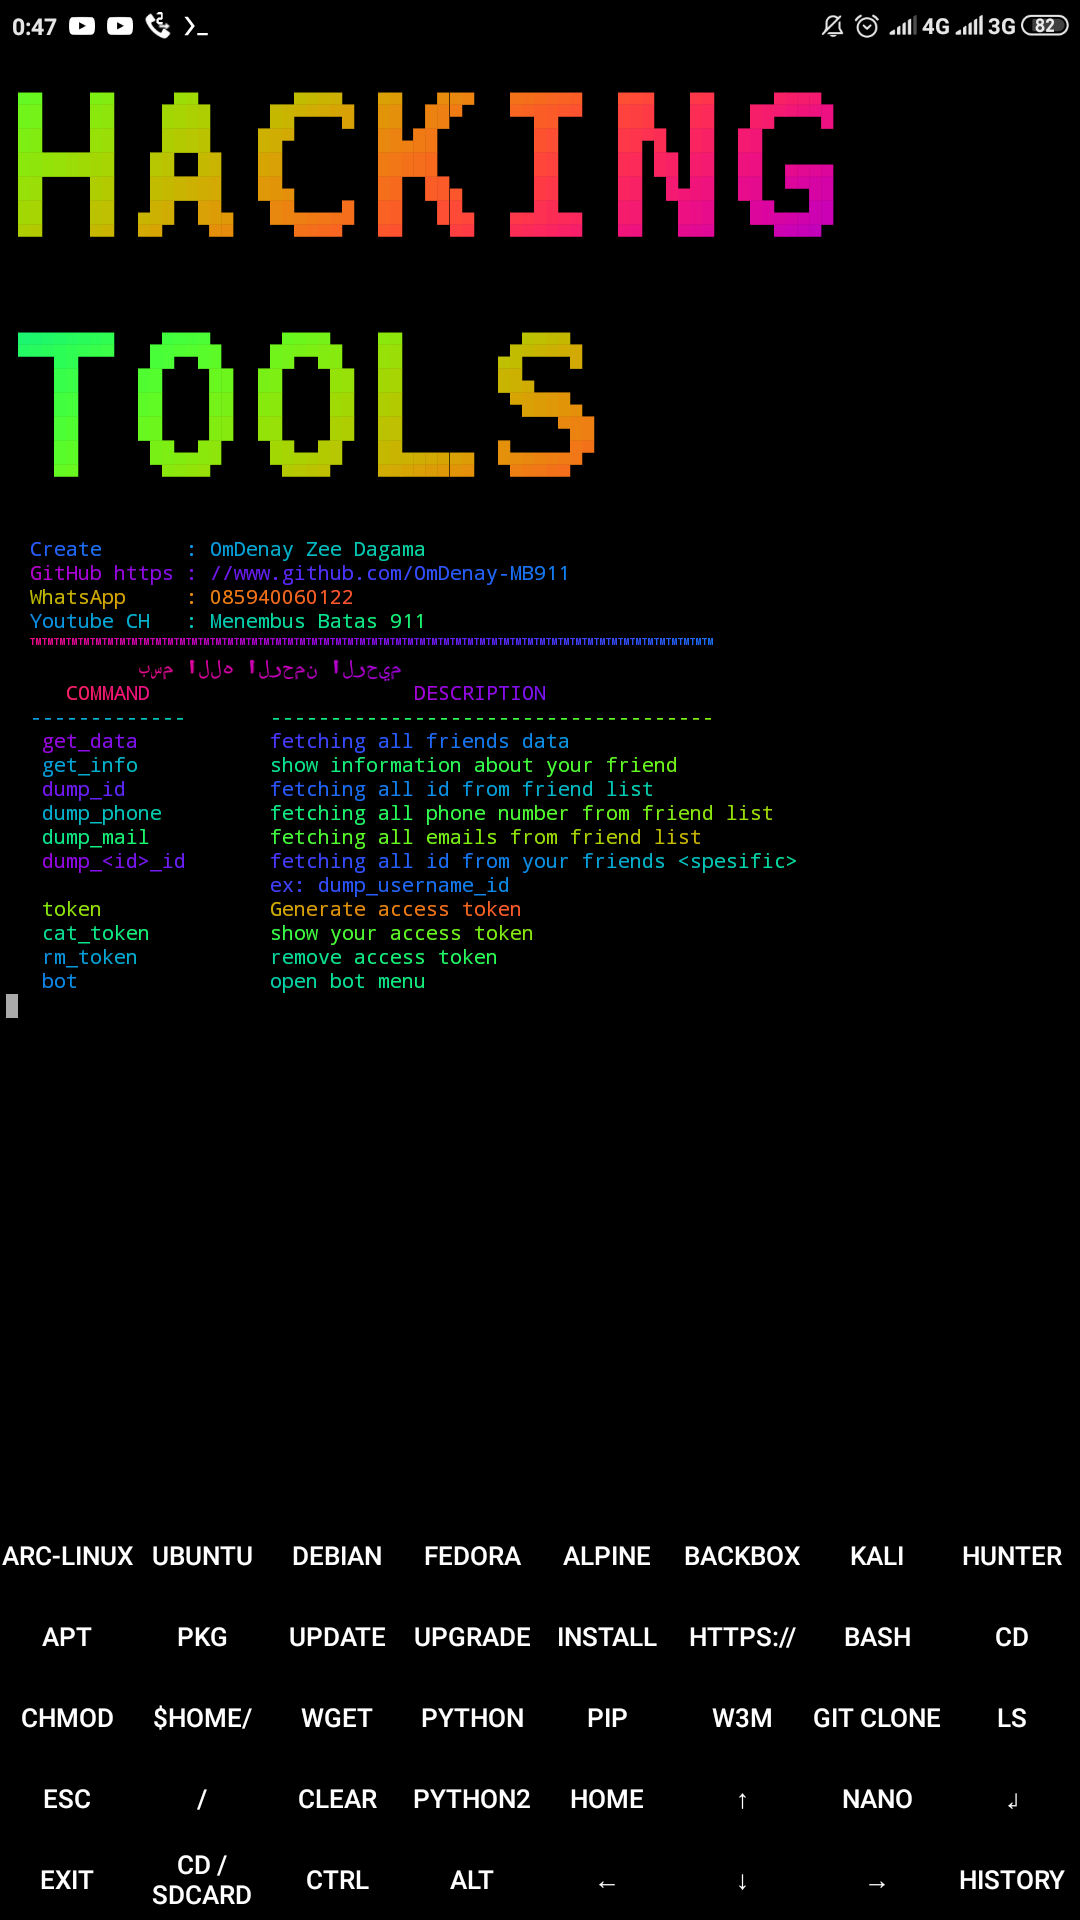 0:47 4G 3G 82
HACKING
TOOLS
Create : OmDenay Zee Dagama
GitHub https : //www.github.com/OmDenay-MB911
WhatsApp : 085940060122
Youtube CH : Menembus Batas 911
™™™™™™™™™™™™™™™™™™™™™™™™™™™™™™™™™™™™™™™™™™™™™™™™™™™™™™™™™
بسم الله الرحمن الرحيم
COMMAND DESCRIPTION
------------- -------------------------------------
get_data fetching all friends data
get_info show information about your friend
dump_id fetching all id from friend list
dump_phone fetching all phone number from friend list
dump_mail fetching all emails from friend list
dump_<id>_id fetching all id from your friends <spesific>
ex: dump_username_id
token Generate access token
cat_token show your access token
rm_token remove access token
bot open bot menu
ARC-LINUX UBUNTU DEBIAN FEDORA ALPINE BACKBOX KALI HUNTER
APT PKG UPDATE UPGRADE INSTALL HTTPS:// BASH CD
CHMOD $HOME/ WGET PYTHON PIP W3M GIT CLONE LS
ESC / CLEAR PYTHON2 HOME ↑ NANO ↲
EXIT CD / SDCARD CTRL ALT ← ↓ → HISTORY